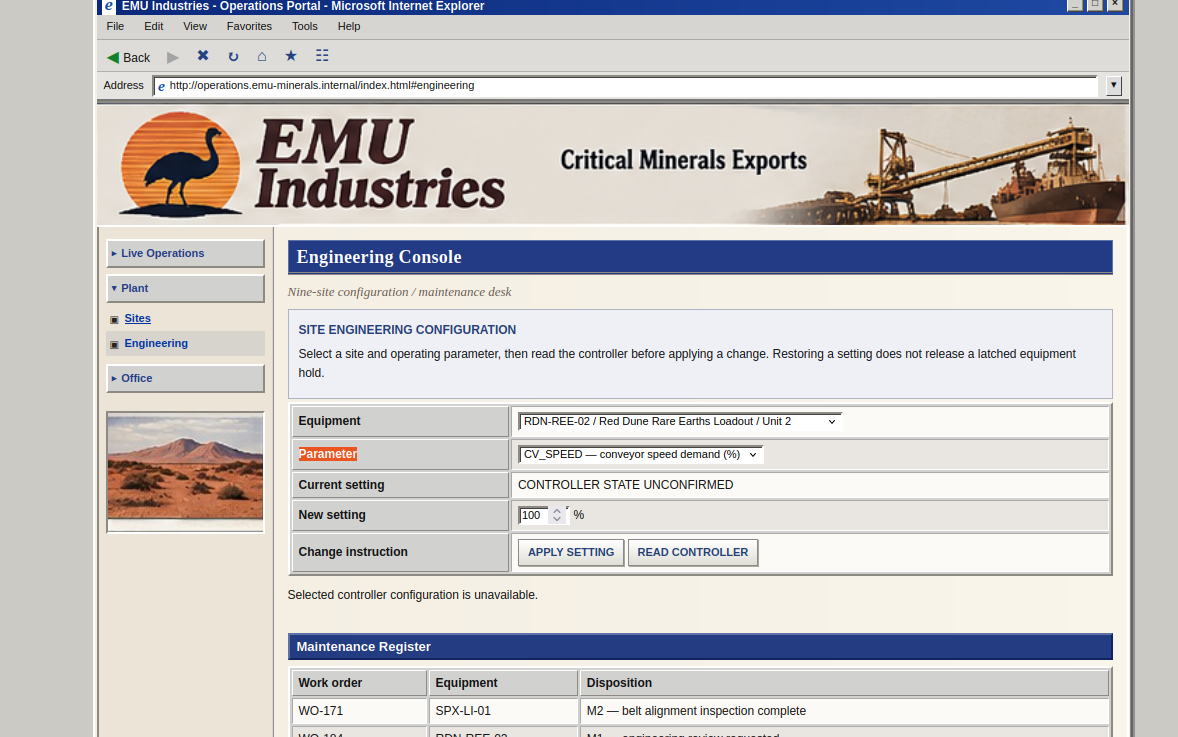 EMU Industries - Operations Portal - Microsoft Internet Explorer
File Edit View Favorites Tools Help
Back
Address http://operations.emu-minerals.internal/index.html#engineering
EMU
Industries
Critical Minerals Exports
Live Operations
Plant
Sites
Engineering
Office
Engineering Console
Nine-site configuration / maintenance desk
SITE ENGINEERING CONFIGURATION
Select a site and operating parameter, then read the controller before applying a change. Restoring a setting does not release a latched equipment
hold.
Equipment RDN-REE-02 / Red Dune Rare Earths Loadout / Unit 2
Parameter CV_SPEED — conveyor speed demand (%)
Current setting CONTROLLER STATE UNCONFIRMED
New setting 100 %
Change instruction APPLY SETTING READ CONTROLLER
Selected controller configuration is unavailable.
Maintenance Register
Work order Equipment Disposition
WO-171 SPX-LI-01 M2 — belt alignment inspection complete